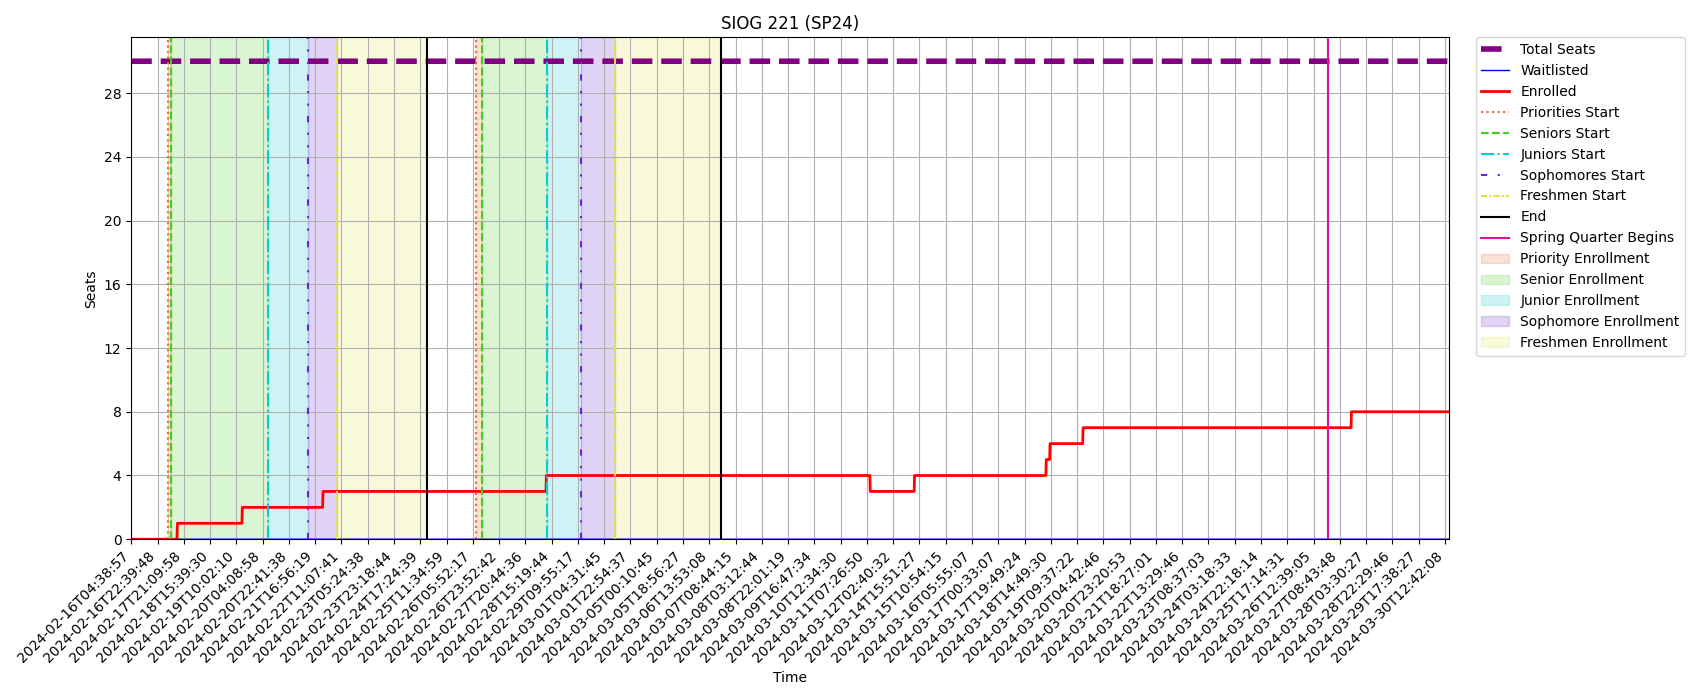 SIOG 221 (SP24)
Seats
28
24
20
16
12
8
4
0
2024-02-16T04:38:57
2024-02-16T22:39:48
2024-02-17T21:09:58
2024-02-18T15:39:30
2024-02-19T10:02:16
2024-02-20T04:08:58
2024-02-20T22:41:38
2024-02-21T16:56:19
2024-02-22T11:07:41
2024-02-23T05:24:38
2024-02-23T23:18:44
2024-02-24T17:24:39
2024-02-25T11:34:59
2024-02-26T05:52:17
2024-02-26T23:52:42
2024-02-27T20:44:36
2024-02-28T15:19:44
2024-02-29T09:55:17
2024-03-01T04:31:45
2024-03-01T22:54:37
2024-03-05T00:10:45
2024-03-05T18:56:27
2024-03-06T13:53:08
2024-03-07T08:44:15
2024-03-08T03:12:44
2024-03-08T22:01:19
2024-03-09T16:47:34
2024-03-10T12:34:30
2024-03-11T07:26:50
2024-03-12T02:40:32
2024-03-14T15:51:27
2024-03-15T10:54:15
2024-03-16T05:55:07
2024-03-17T00:33:07
2024-03-17T19:49:24
2024-03-18T14:49:30
2024-03-19T09:37:22
2024-03-20T04:42:46
2024-03-20T23:20:53
2024-03-21T18:27:01
2024-03-22T13:29:46
2024-03-23T08:37:03
2024-03-24T03:18:33
2024-03-24T22:18:14
2024-03-25T17:14:31
2024-03-26T12:39:05
2024-03-27T08:43:48
2024-03-28T03:30:27
2024-03-28T22:29:46
2024-03-29T17:38:27
2024-03-30T12:42:08
Time
Total Seats
Waitlisted
Enrolled
Priorities Start
Seniors Start
Juniors Start
Sophomores Start
Freshmen Start
End
Spring Quarter Begins
Priority Enrollment
Senior Enrollment
Junior Enrollment
Sophomore Enrollment
Freshmen Enrollment